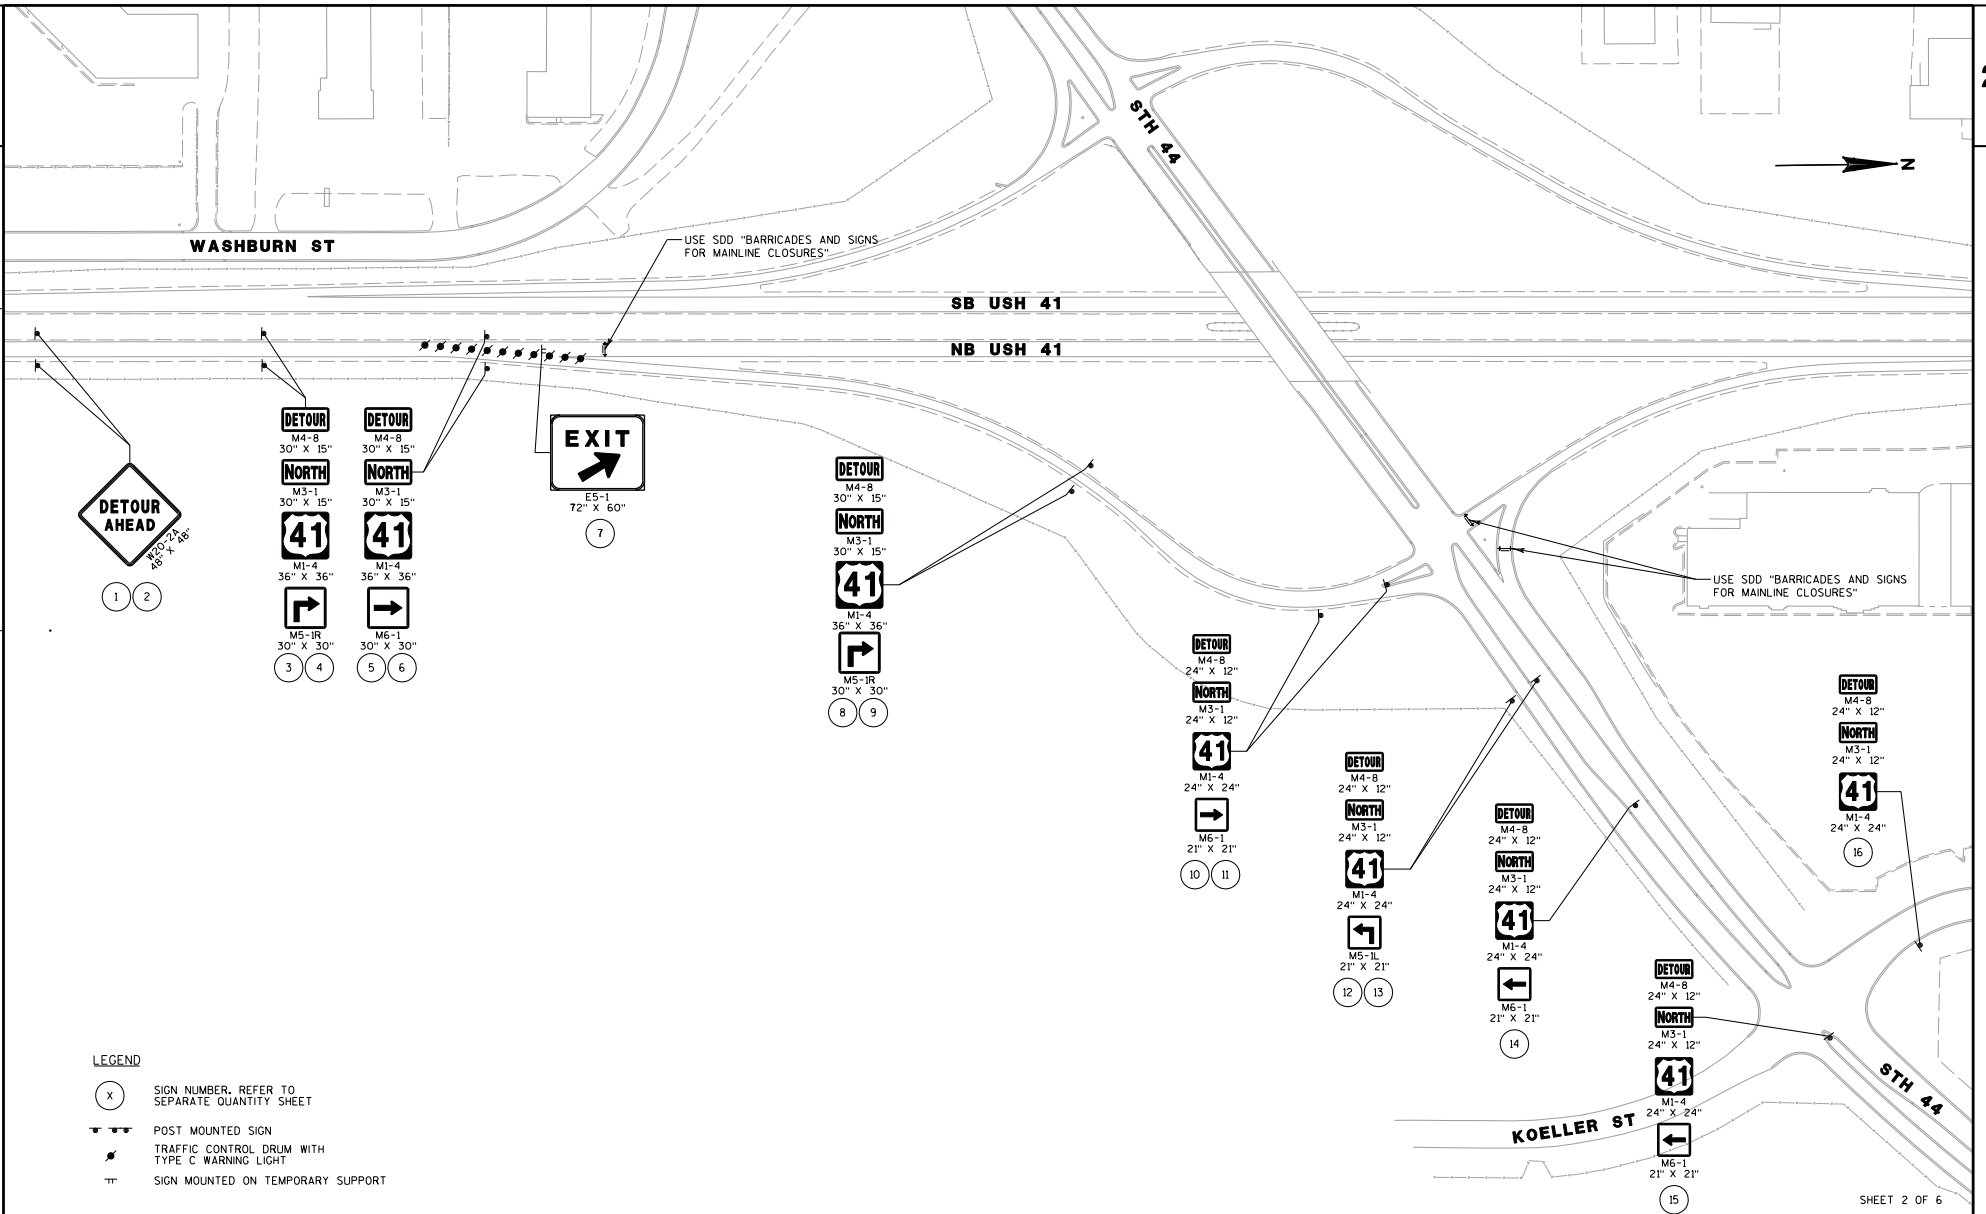 STH 44
N
WASHBURN ST
USE SDD "BARRICADES AND SIGNS
FOR MAINLINE CLOSURES"
SB USH 41
NB USH 41
DETOUR
AHEAD
W20-2A
48" X 48"
1 2
DETOUR
M4-8
30" X 15"
NORTH
M3-1
30" X 15"
41
M1-4
36" X 36"
M5-1R
30" X 30"
3 4
DETOUR
M4-8
30" X 15"
NORTH
M3-1
30" X 15"
41
M1-4
36" X 36"
M6-1
30" X 30"
5 6
EXIT
E5-1
72" X 60"
7
DETOUR
M4-8
30" X 15"
NORTH
M3-1
30" X 15"
41
M1-4
36" X 36"
M5-1R
30" X 30"
8 9
USE SDD "BARRICADES AND SIGNS
FOR MAINLINE CLOSURES"
DETOUR
M4-8
24" X 12"
NORTH
M3-1
24" X 12"
41
M1-4
24" X 24"
M6-1
21" X 21"
10 11
DETOUR
M4-8
24" X 12"
NORTH
M3-1
24" X 12"
41
M1-4
24" X 24"
M5-1L
21" X 21"
12 13
DETOUR
M4-8
24" X 12"
NORTH
M3-1
24" X 12"
41
M1-4
24" X 24"
M6-1
21" X 21"
14
DETOUR
M4-8
24" X 12"
NORTH
M3-1
24" X 12"
41
M1-4
24" X 24"
16
DETOUR
M4-8
24" X 12"
NORTH
M3-1
24" X 12"
41
M1-4
24" X 24"
M6-1
21" X 21"
15
KOELLER ST
STH 44
LEGEND
X SIGN NUMBER, REFER TO
SEPARATE QUANTITY SHEET
POST MOUNTED SIGN
TRAFFIC CONTROL DRUM WITH
TYPE C WARNING LIGHT
SIGN MOUNTED ON TEMPORARY SUPPORT
SHEET 2 OF 6